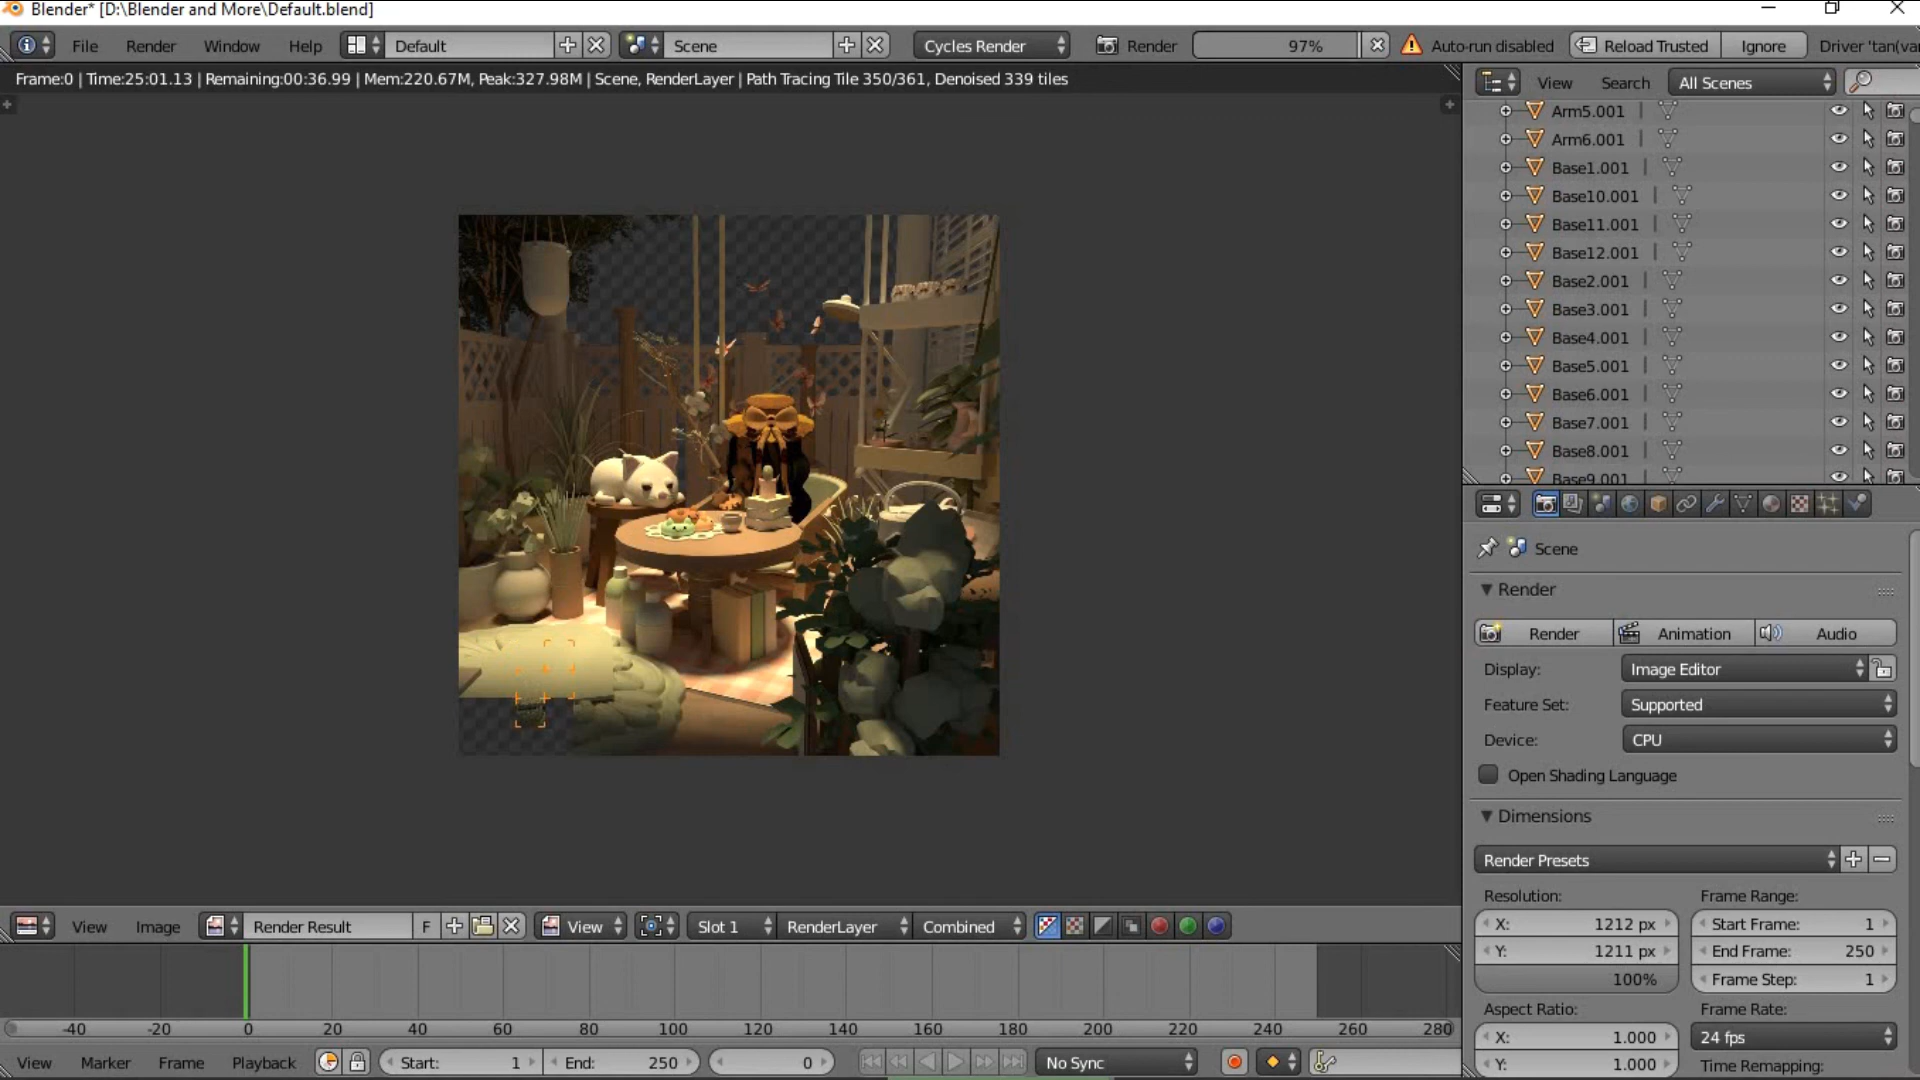 Blender* [D:\Blender and More\Default.blend]
File Render Window Help Default Scene Cycles Render Render 97% Auto-run disabled Reload Trusted Ignore Driver 'tan(va
Frame:0 | Time:25:01.13 | Remaining:00:36.99 | Mem:220.67M, Peak:327.98M | Scene, RenderLayer | Path Tracing Tile 350/361, Denoised 339 tiles
View Search All Scenes
Arm5.001
Arm6.001
Base1.001
Base10.001
Base11.001
Base12.001
Base2.001
Base3.001
Base4.001
Base5.001
Base6.001
Base7.001
Base8.001
Base9.001
Scene
Render
Render Animation Audio
Display: Image Editor
Feature Set: Supported
Device: CPU
Open Shading Language
Dimensions
Render Presets
Resolution: Frame Range:
X: 1212 px Start Frame: 1
Y: 1211 px End Frame: 250
100% Frame Step: 1
Aspect Ratio: Frame Rate:
X: 1.000 24 fps
Y: 1.000 Time Remapping:
View Image Render Result F View Slot 1 RenderLayer Combined
-40 -20 0 20 40 60 80 100 120 140 160 180 200 220 240 260 280
View Marker Frame Playback Start: 1 End: 250 0 No Sync